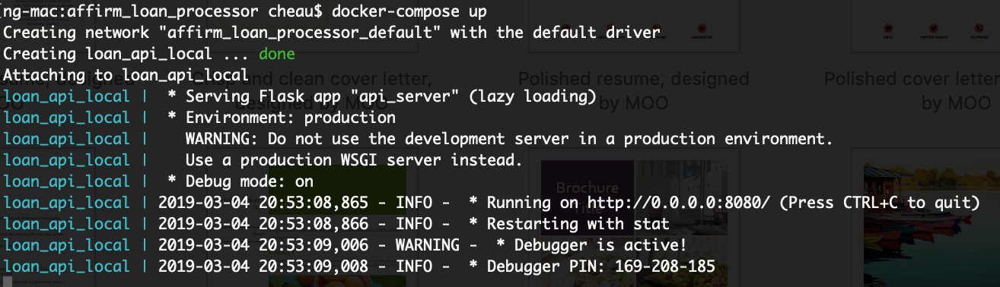 [ng-mac:affirm_loan_processor cheau$ docker-compose up
Creating network "affirm_loan_processor_default" with the default driver
Creating loan_api_local ... done
Attaching to loan_api_local
loan_api_local |  * Serving Flask app "api_server" (lazy loading)
loan_api_local |  * Environment: production
loan_api_local |    WARNING: Do not use the development server in a production environment.
loan_api_local |    Use a production WSGI server instead.
loan_api_local |  * Debug mode: on
loan_api_local | 2019-03-04 20:53:08,865 - INFO -  * Running on http://0.0.0.0:8080/ (Press CTRL+C to quit)
loan_api_local | 2019-03-04 20:53:08,866 - INFO -  * Restarting with stat
loan_api_local | 2019-03-04 20:53:09,006 - WARNING -  * Debugger is active!
loan_api_local | 2019-03-04 20:53:09,008 - INFO -  * Debugger PIN: 169-208-185
and clean cover letter,
designed by MOO
Polished resume, designed
by MOO
Polished cover letter
by MOO
Brochure
Title